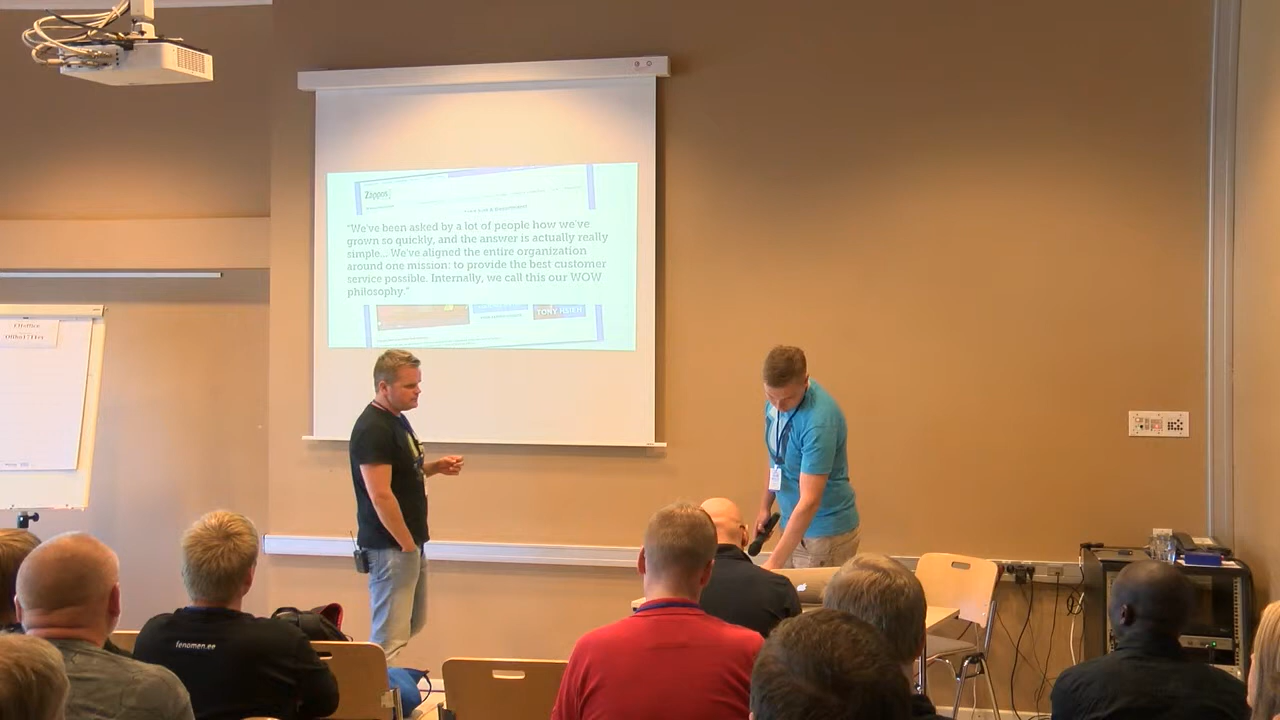 Zappos
"We've been asked by a lot of people how we've
grown so quickly, and the answer is actually really
simple... We've aligned the entire organization
around one mission: to provide the best customer
service possible. Internally, we call this our WOW
philosophy."
TONY HSIEH
fenomen.ee